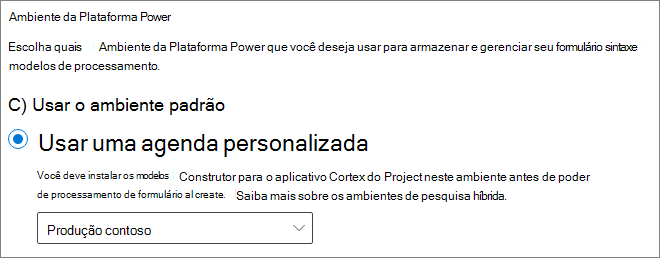 Ambiente da Plataforma Power
Escolha quais Ambiente da Plataforma Power que você deseja usar para armazenar e gerenciar seu formulário sintaxe
modelos de processamento.
C) Usar o ambiente padrão
Usar uma agenda personalizada
Você deve instalar os modelos Construtor para o aplicativo Cortex do Project neste ambiente antes de poder
de processamento de formulário al create. Saiba mais sobre os ambientes de pesquisa híbrida.
Produção contoso